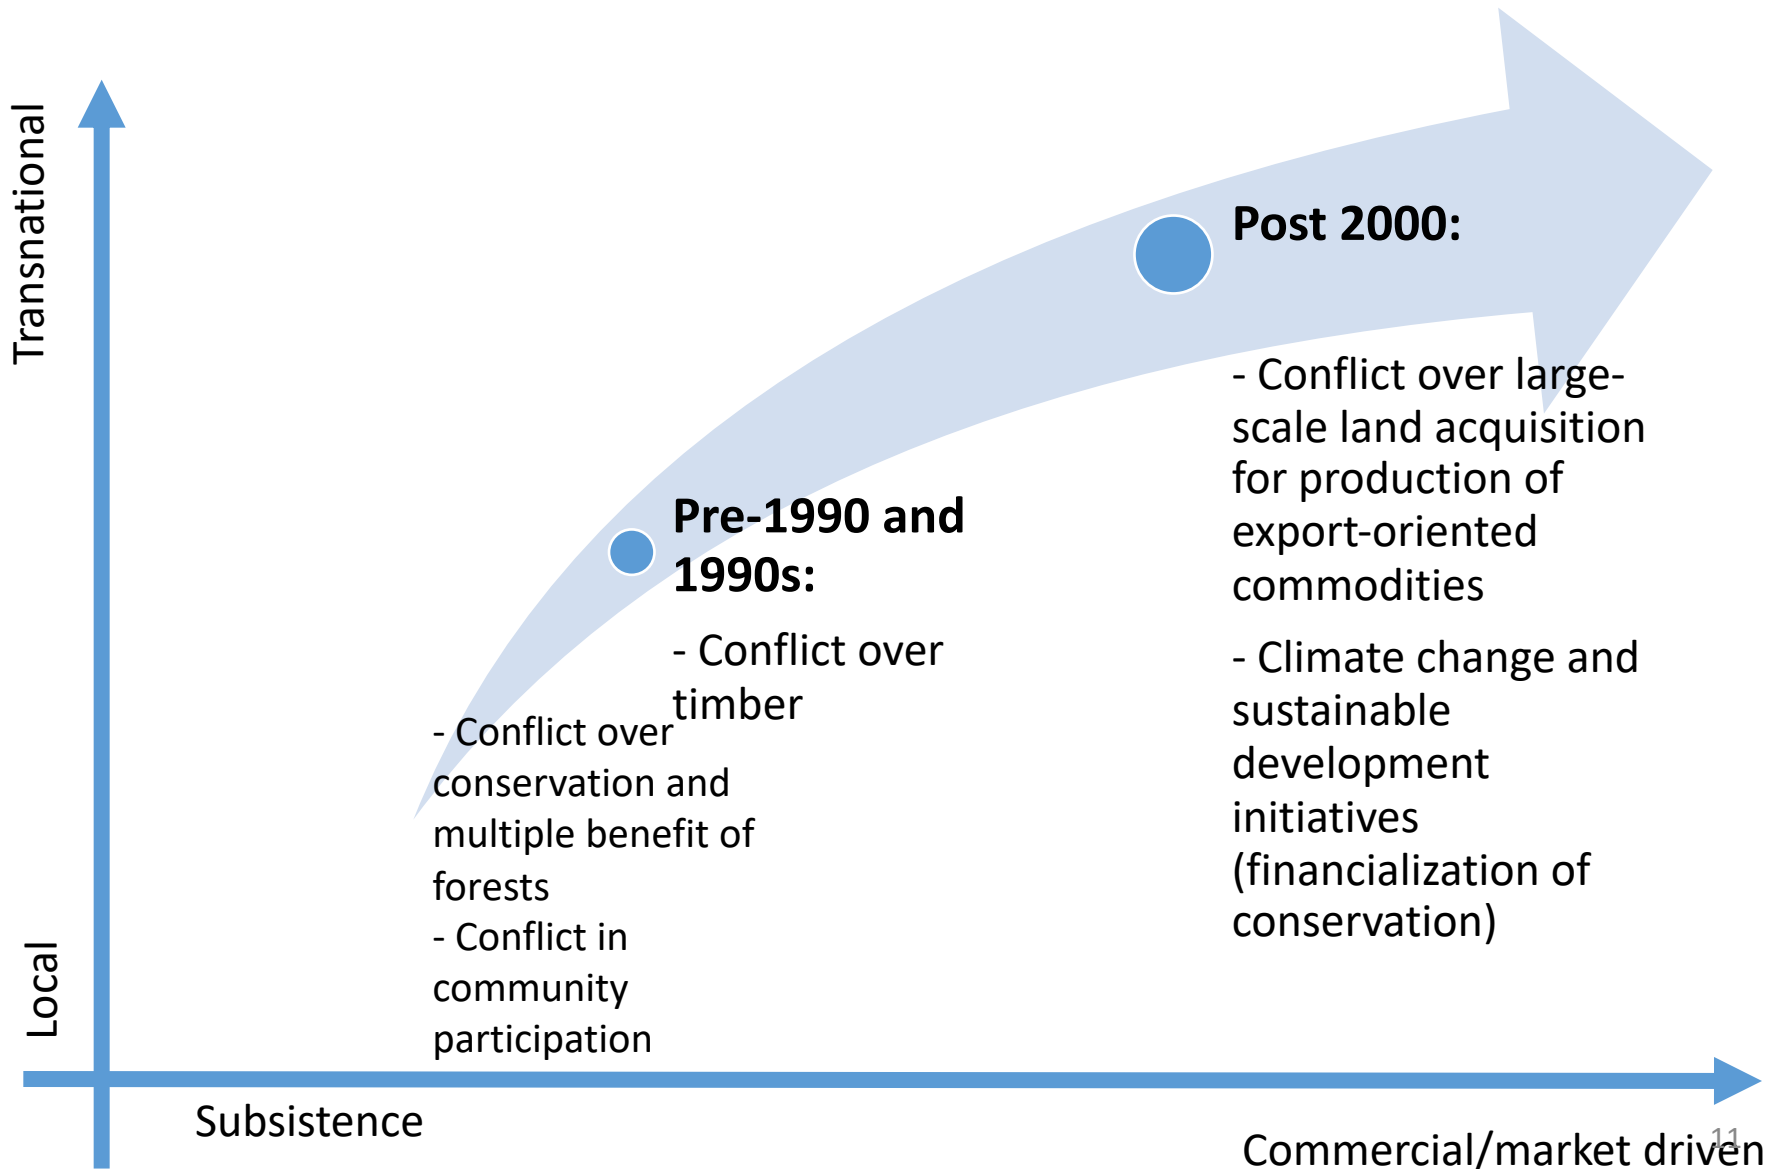 Transnational
Local
Post 2000:
- Conflict over large-
scale land acquisition
for production of
export-oriented
commodities
- Climate change and
sustainable
development
initiatives
(financialization of
conservation)
Pre-1990 and
1990s:
- Conflict over
timber
- Conflict over
conservation and
multiple benefit of
forests
- Conflict in
community
participation
Subsistence
Commercial/market driven
11